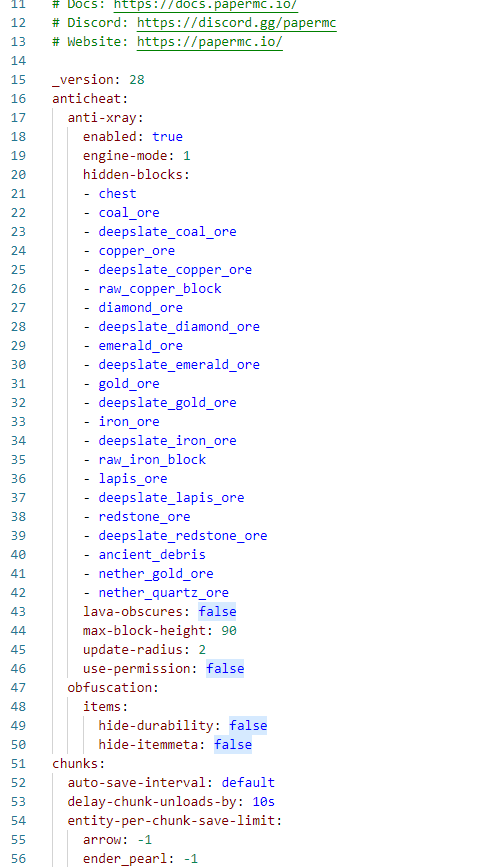 11 # Docs: https://docs.papermc.io/
12 # Discord: https://discord.gg/papermc
13 # Website: https://papermc.io/
14
15 _version: 28
16 anticheat:
17   anti-xray:
18     enabled: true
19     engine-mode: 1
20     hidden-blocks:
21     - chest
22     - coal_ore
23     - deepslate_coal_ore
24     - copper_ore
25     - deepslate_copper_ore
26     - raw_copper_block
27     - diamond_ore
28     - deepslate_diamond_ore
29     - emerald_ore
30     - deepslate_emerald_ore
31     - gold_ore
32     - deepslate_gold_ore
33     - iron_ore
34     - deepslate_iron_ore
35     - raw_iron_block
36     - lapis_ore
37     - deepslate_lapis_ore
38     - redstone_ore
39     - deepslate_redstone_ore
40     - ancient_debris
41     - nether_gold_ore
42     - nether_quartz_ore
43     lava-obscures: false
44     max-block-height: 90
45     update-radius: 2
46     use-permission: false
47   obfuscation:
48     items:
49       hide-durability: false
50       hide-itemmeta: false
51 chunks:
52   auto-save-interval: default
53   delay-chunk-unloads-by: 10s
54   entity-per-chunk-save-limit:
55     arrow: -1
56     ender_pearl: -1